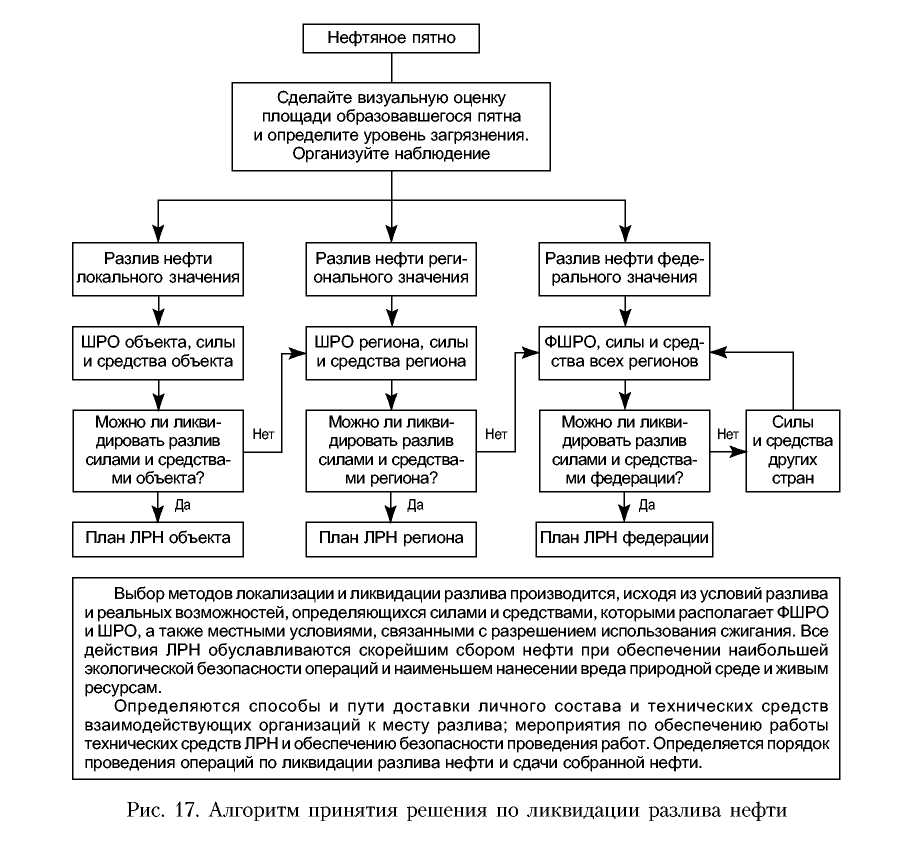 Нефтяное пятно
Сделайте визуальную оценку
площади образовавшегося пятна
и определите уровень загрязнения.
Организуйте наблюдение
Разлив нефти
локального значения
Разлив нефти реги-
онального значения
Разлив нефти феде-
рального значения
ШРО объекта, силы
и средства объекта
ШРО региона, силы
и средства региона
ФШРО, силы и сред-
ства всех регионов
Можно ли ликви-
дировать разлив
силами и средства-
ми объекта?
Нет
Можно ли ликви-
дировать разлив
силами и средства-
ми региона?
Нет
Можно ли ликви-
дировать разлив
силами и средства-
ми федерации?
Нет
Силы
и средства
других
стран
Да
Да
Да
План ЛРН объекта
План ЛРН региона
План ЛРН федерации
Выбор методов локализации и ликвидации разлива производится, исходя из условий разлива
и реальных возможностей, определяющихся силами и средствами, которыми располагает ФШРО
и ШРО, а также местными условиями, связанными с разрешением использования сжигания. Все
действия ЛРН обуславливаются скорейшим сбором нефти при обеспечении наибольшей
экологической безопасности операций и наименьшем нанесении вреда природной среде и живым
ресурсам.
Определяются способы и пути доставки личного состава и технических средств
взаимодействующих организаций к месту разлива; мероприятия по обеспечению работы
технических средств ЛРН и обеспечению безопасности проведения работ. Определяется порядок
проведения операций по ликвидации разлива нефти и сдачи собранной нефти.
Рис. 17. Алгоритм принятия решения по ликвидации разлива нефти